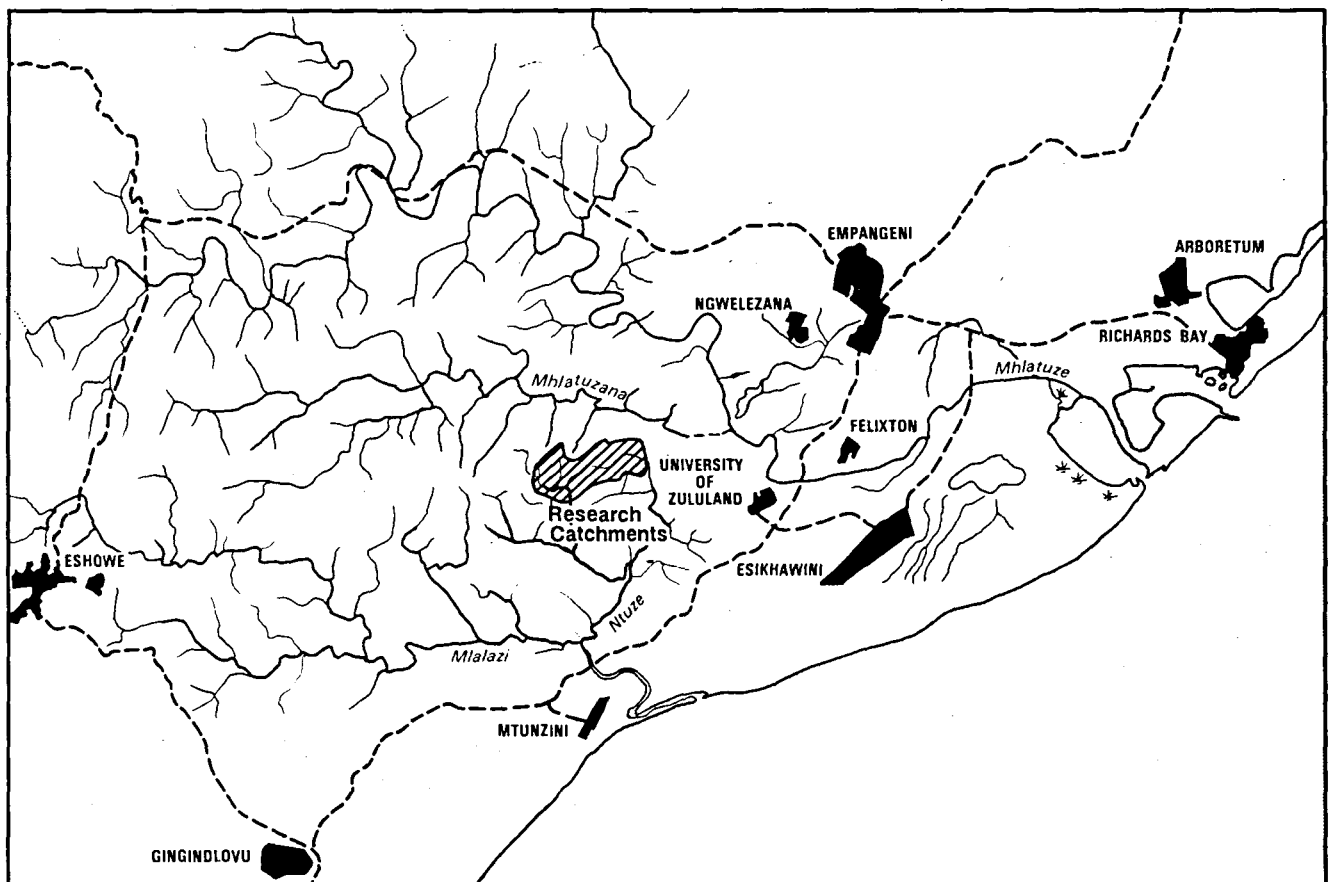 EMPANGENI
ARBORETUM
NGWELEZANA
RICHARDS BAY
Mhlatuze
Mhlatuzana
FELIXTON
UNIVERSITY
OF
ZULULAND
Research
Catchments
ESHOWE
ESIKHAWINI
Ntuze
Mlalazi
MTUNZINI
GINGINDLOVU